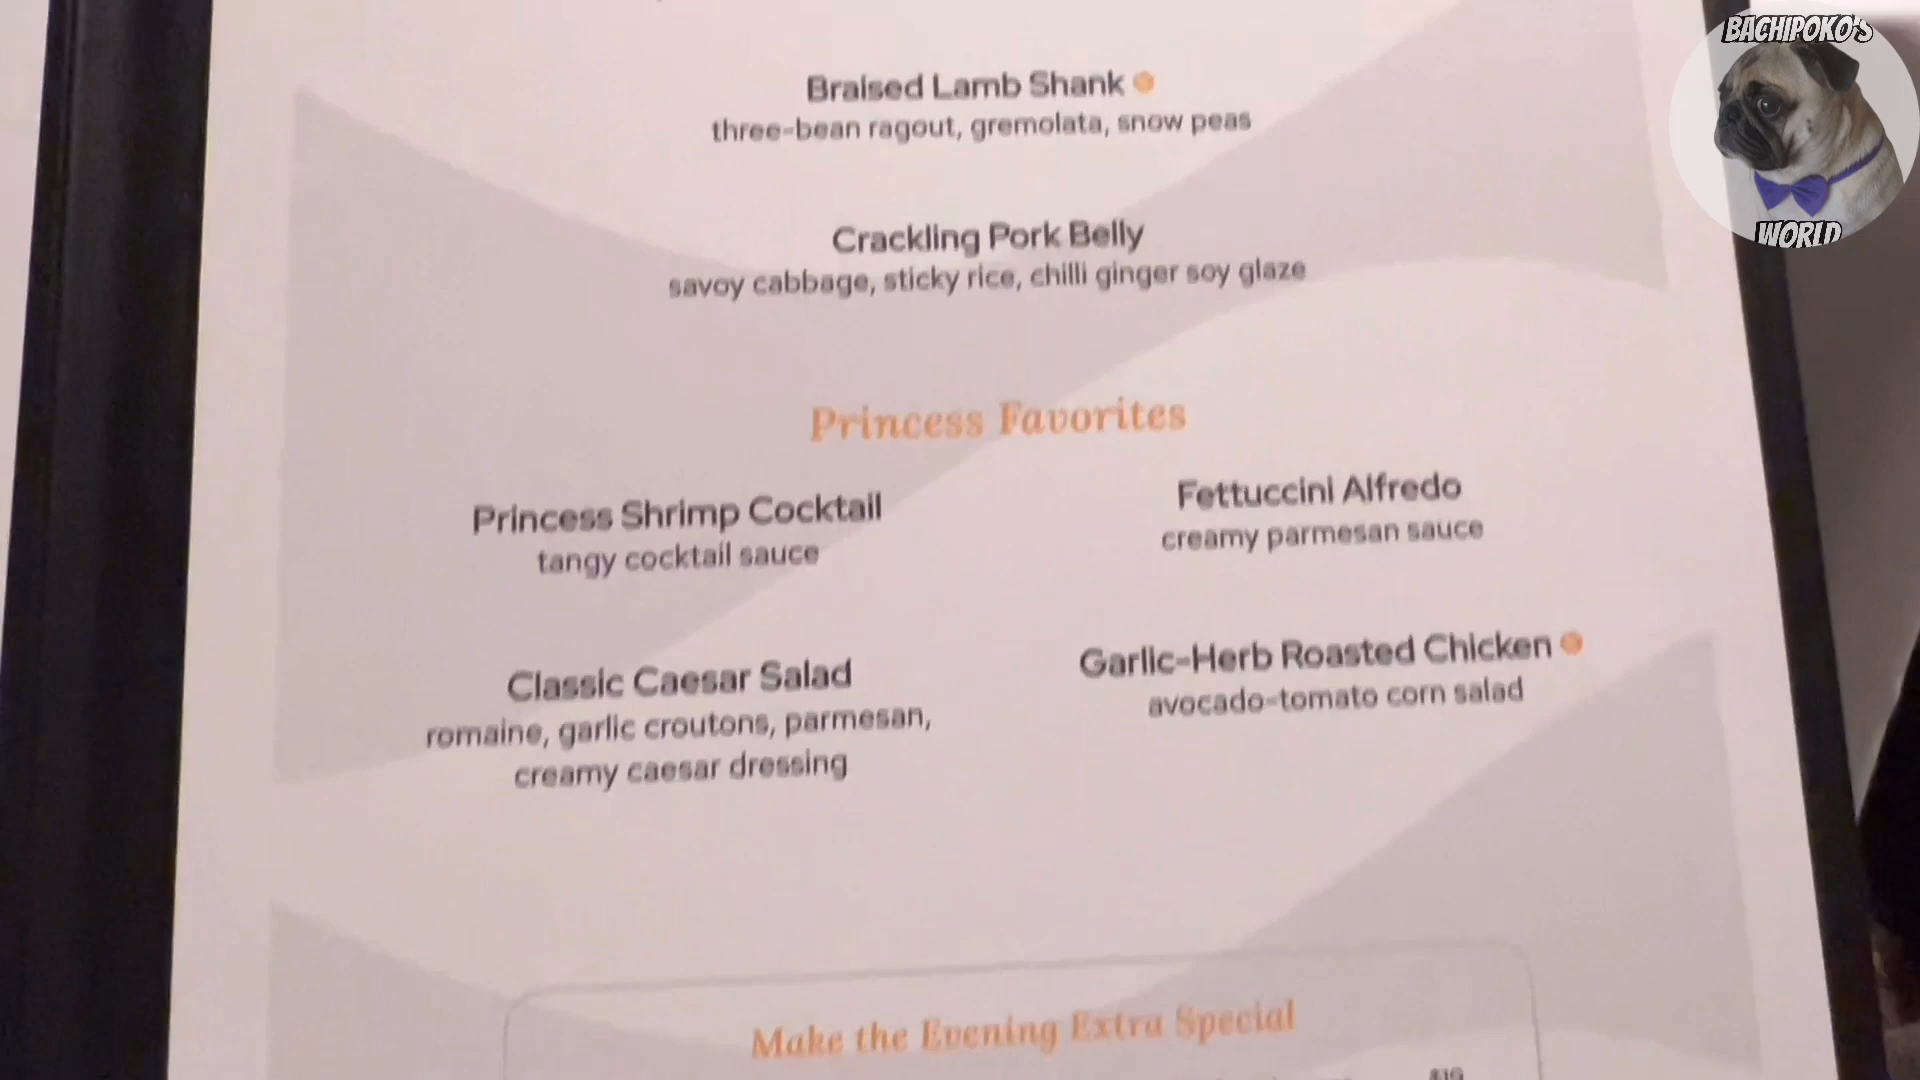 BACHIPOKO'S
WORLD
Braised Lamb Shank
three-bean ragout, gremolata, snow peas
Crackling Pork Belly
savoy cabbage, sticky rice, chilli ginger soy glaze
Princess Favorites
Princess Shrimp Cocktail
tangy cocktail sauce
Classic Caesar Salad
romaine, garlic croutons, parmesan,
creamy caesar dressing
Fettuccini Alfredo
creamy parmesan sauce
Garlic-Herb Roasted Chicken
avocado-tomato corn salad
Make the Evening Extra Special